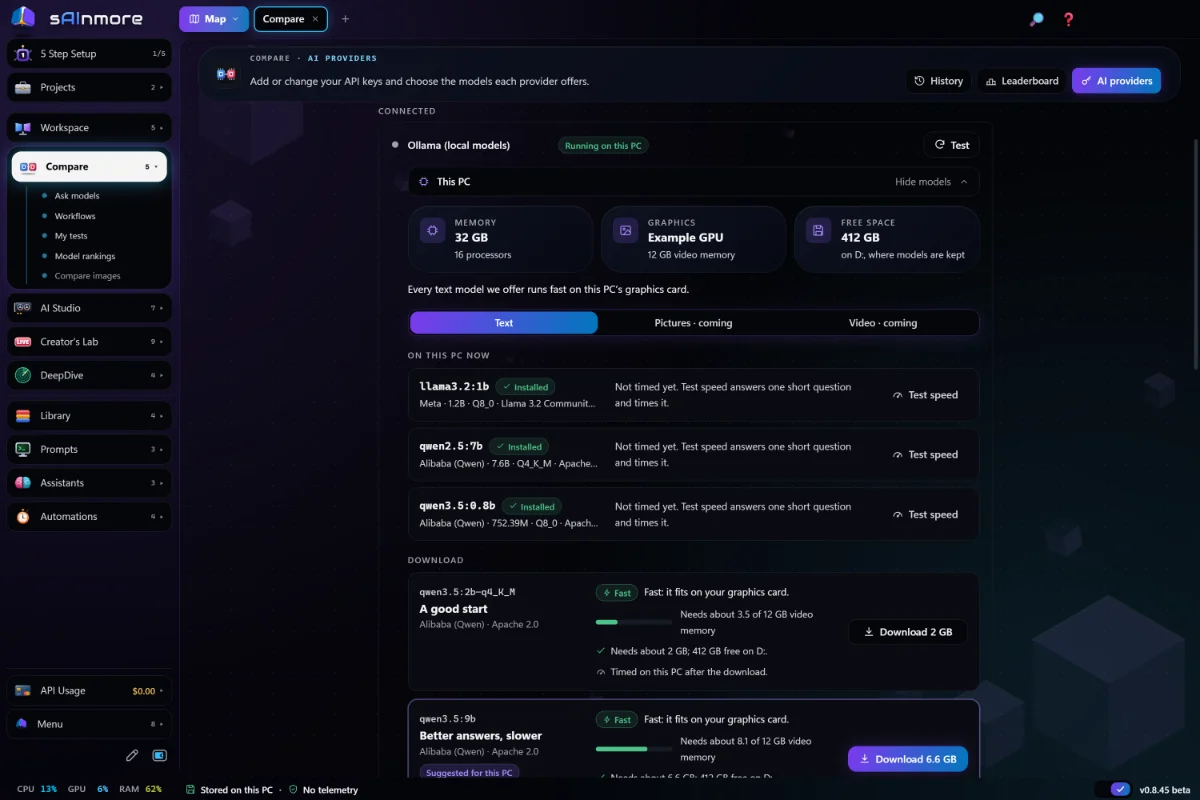 sAInmore
Map
Compare ×
+
5 Step Setup 1/5
Projects 2
Workspace 5
Compare 5
Ask models
Workflows
My tests
Model rankings
Compare images
AI Studio 7
Creator's Lab 9
DeepDive 4
Library 4
Prompts 3
Assistants 3
Automations 4
API Usage $0.00
Menu 8
CPU 13% GPU 6% RAM 62%
COMPARE · AI PROVIDERS
Add or change your API keys and choose the models each provider offers.
History
Leaderboard
AI providers
CONNECTED
Ollama (local models) Running on this PC
Test
This PC
Hide models
MEMORY
32 GB
16 processors
GRAPHICS
Example GPU
12 GB video memory
FREE SPACE
412 GB
on D:, where models are kept
Every text model we offer runs fast on this PC's graphics card.
Text
Pictures · coming
Video · coming
ON THIS PC NOW
llama3.2:1b Installed
Meta · 1.2B · Q8_0 · Llama 3.2 Communit...
Not timed yet. Test speed answers one short question
and times it.
Test speed
qwen2.5:7b Installed
Alibaba (Qwen) · 7.6B · Q4_K_M · Apache...
Not timed yet. Test speed answers one short question
and times it.
Test speed
qwen3.5:0.8b Installed
Alibaba (Qwen) · 752.39M · Q8_0 · Apach...
Not timed yet. Test speed answers one short question
and times it.
Test speed
DOWNLOAD
qwen3.5:2b-q4_K_M
A good start
Alibaba (Qwen) · Apache 2.0
Fast Fast: it fits on your graphics card.
Needs about 3.5 of 12 GB video
memory
Needs about 2 GB; 412 GB free on D:.
Timed on this PC after the download.
Download 2 GB
qwen3.5:9b
Better answers, slower
Alibaba (Qwen) · Apache 2.0
Suggested for this PC
Fast Fast: it fits on your graphics card.
Needs about 8.1 of 12 GB video
memory
Needs about 6.6 GB; 412 GB free on D:.
Download 6.6 GB
Stored on this PC · No telemetry
v0.8.45 beta